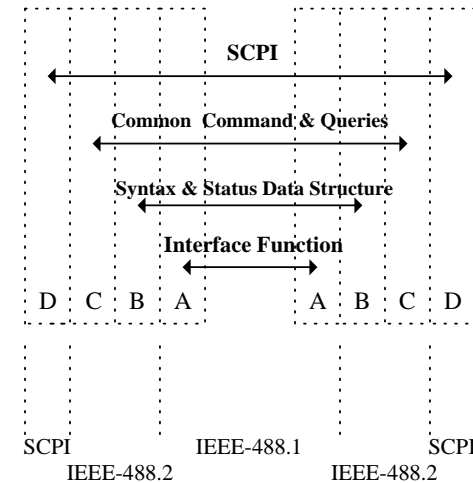 SCPI
Common Command & Queries
Syntax & Status Data Structure
Interface Function
D C B A A B C D
SCPI IEEE-488.1 SCPI
IEEE-488.2 IEEE-488.2